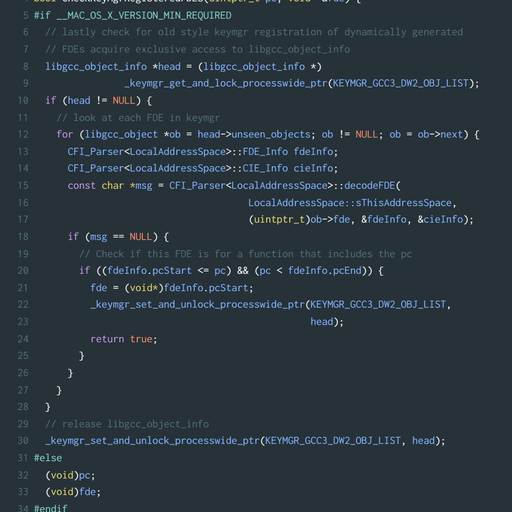 5 #if __MAC_OS_X_VERSION_MIN_REQUIRED
6 // lastly check for old style keymgr registration of dynamically generated
7 // FDEs acquire exclusive access to libgcc_object_info
8 libgcc_object_info *head = (libgcc_object_info *)
9 _keymgr_get_and_lock_processwide_ptr(KEYMGR_GCC3_DW2_OBJ_LIST);
10 if (head != NULL) {
11 // look at each FDE in keymgr
12 for (libgcc_object *ob = head->unseen_objects; ob != NULL; ob = ob->next) {
13 CFI_Parser<LocalAddressSpace>::FDE_Info fdeInfo;
14 CFI_Parser<LocalAddressSpace>::CIE_Info cieInfo;
15 const char *msg = CFI_Parser<LocalAddressSpace>::decodeFDE(
16 LocalAddressSpace::sThisAddressSpace,
17 (uintptr_t)ob->fde, &fdeInfo, &cieInfo);
18 if (msg == NULL) {
19 // Check if this FDE is for a function that includes the pc
20 if ((fdeInfo.pcStart <= pc) && (pc < fdeInfo.pcEnd)) {
21 fde = (void*)fdeInfo.pcStart;
22 _keymgr_set_and_unlock_processwide_ptr(KEYMGR_GCC3_DW2_OBJ_LIST,
23 head);
24 return true;
25 }
26 }
27 }
28 }
29 // release libgcc_object_info
30 _keymgr_set_and_unlock_processwide_ptr(KEYMGR_GCC3_DW2_OBJ_LIST, head);
31 #else
32 (void)pc;
33 (void)fde;
34 #endif